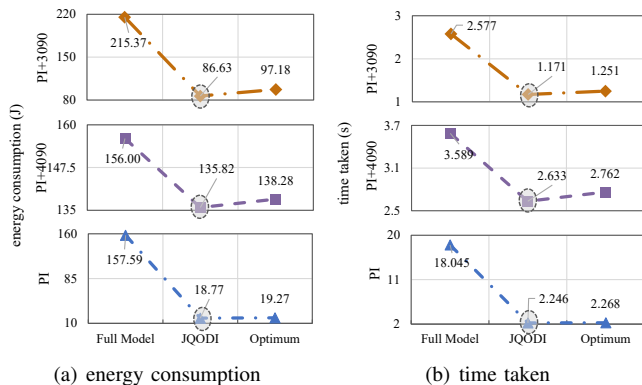 energy consumption (J)
PI+3090
220
150
80
215.37
86.63
97.18
PI+4090
160
147.5
135
156.00
135.82
138.28
PI
160
85
10
157.59
18.77
19.27
Full Model
JQODI
Optimum
(a) energy consumption
time taken (s)
PI+3090
3
2
1
2.577
1.171
1.251
PI+4090
3.7
3.1
2.5
3.589
2.633
2.762
PI
20
11
2
18.045
2.246
2.268
Full Model
JQODI
Optimum
(b) time taken